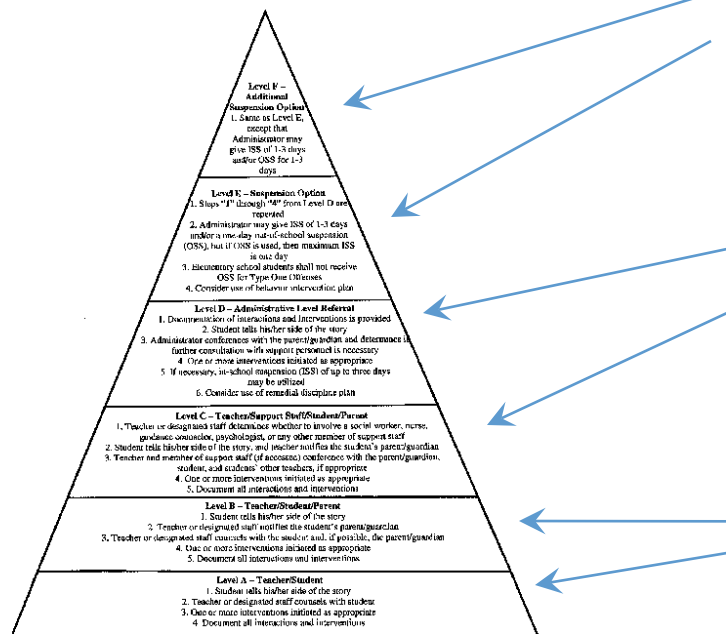 Level F –
Additional
Suspension Option
1. Same as Level E,
except that
Administrator may
give ISS of 1-3 days
and/or OSS for 1-3
days
Level E – Suspension Option
1. Steps "1" through "4" from Level D are
repeated
2. Administrator may give ISS of 1-3 days
and/or a one-day out-of-school suspension
(OSS), but if OSS is used, then maximum ISS
is one day
3. Elementary school students shall not receive
OSS for Type One Offenses
4. Consider use of behavior intervention plan
Level D – Administrative Level Referral
1. Documentation of interactions and interventions is provided
2. Student tells his/her side of the story
3. Administrator conferences with the parent/guardian and determines if
further consultation with support personnel is necessary
4. One or more interventions initiated as appropriate
5. If necessary, in-school suspension (ISS) of up to three days
may be utilized
6. Consider use of remedial discipline plan
Level C – Teacher/Support Staff/Student/Parent
1. Teacher or designated staff determines whether to involve a social worker, nurse,
guidance counselor, psychologist, or any other member of support staff
2. Student tells his/her side of the story, and teacher notifies the student's parent/guardian
3. Teacher and member of support staff (if accessed) conference with the parent/guardian,
student, and students' other teachers, if appropriate
4. One or more interventions initiated as appropriate
5. Document all interactions and interventions
Level B – Teacher/Student/Parent
1. Student tells his/her side of the story
2. Teacher or designated staff notifies the student's parent/guardian
3. Teacher or designated staff counsels with the student and, if possible, the parent/guardian
4. One or more interventions initiated as appropriate
5. Document all interactions and interventions
Level A – Teacher/Student
1. Student tells his/her side of the story
2. Teacher or designated staff counsels with student
3. One or more interventions initiated as appropriate
4. Document all interactions and interventions